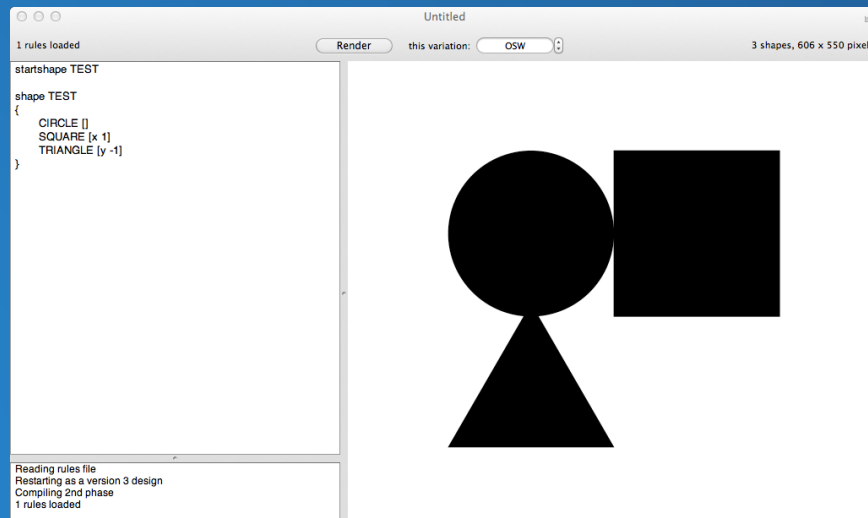 Untitled
1 rules loaded
Render
this variation:
OSW
3 shapes, 606 x 550 pixel
startshape TEST
shape TEST
{
CIRCLE []
SQUARE [x 1]
TRIANGLE [y -1]
}
Reading rules file
Restarting as a version 3 design
Compiling 2nd phase
1 rules loaded